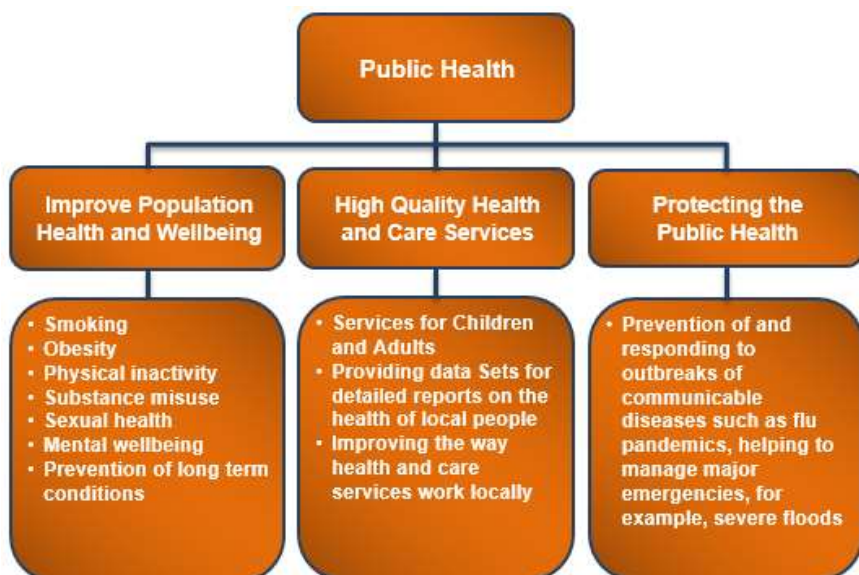 Public Health
Improve Population
Health and Wellbeing
High Quality Health
and Care Services
Protecting the
Public Health
• Smoking
• Obesity
• Physical inactivity
• Substance misuse
• Sexual health
• Mental wellbeing
• Prevention of long term
conditions
• Services for Children
and Adults
• Providing data Sets for
detailed reports on the
health of local people
• Improving the way
health and care
services work locally
• Prevention of and
responding to
outbreaks of
communicable
diseases such as flu
pandemics, helping to
manage major
emergencies, for
example, severe floods